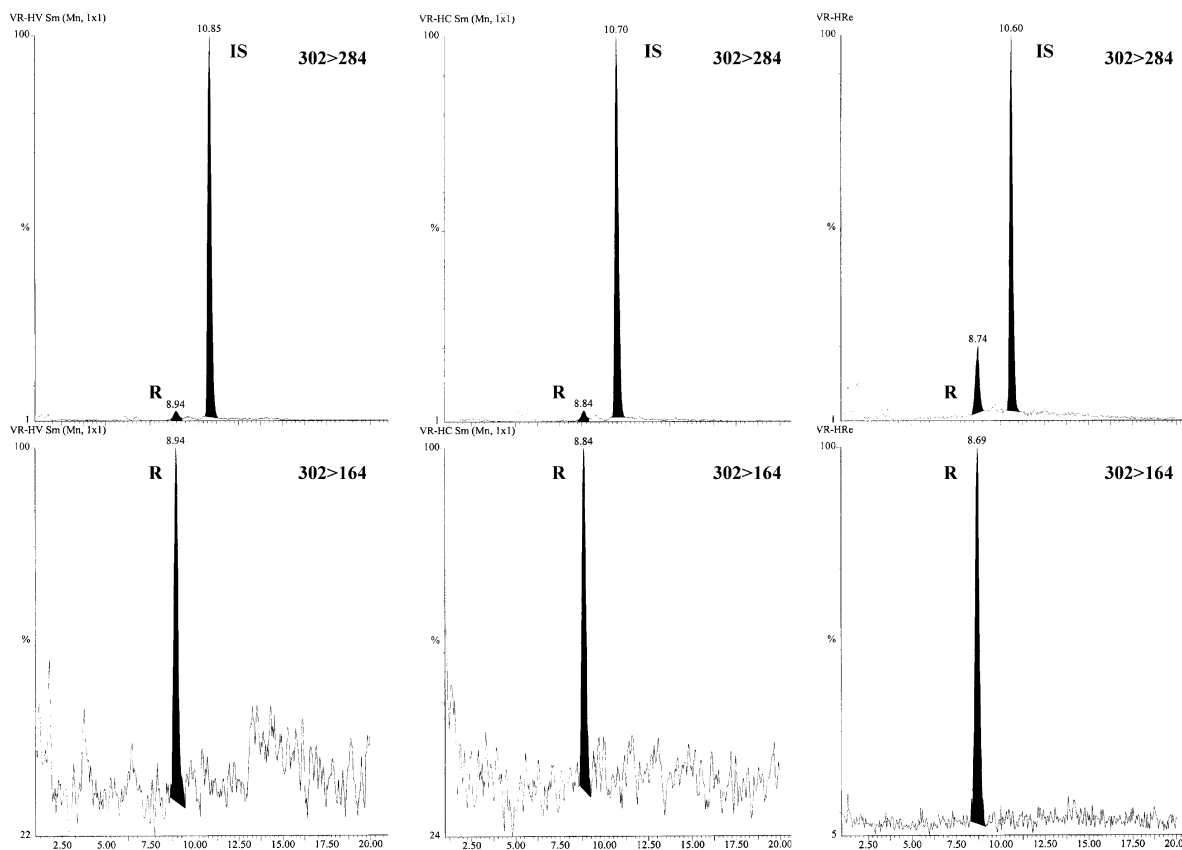 VR-HV Sm (Mn, 1x1)
100
10.85
IS
302>284
%
R
8.94
1
VR-HC Sm (Mn, 1x1)
100
10.70
IS
302>284
%
R
8.84
1
VR-HRe
100
10.60
IS
302>284
%
8.74
R
1
VR-HV Sm (Mn, 1x1)
100
8.94
R
302>164
%
22
2.50 5.00 7.50 10.00 12.50 15.00 17.50 20.00
VR-HC Sm (Mn, 1x1)
100
8.84
R
302>164
%
24
2.50 5.00 7.50 10.00 12.50 15.00 17.50 20.00
VR-HRe
100
8.69
R
302>164
%
5
2.50 5.00 7.50 10.00 12.50 15.00 17.50 20.00